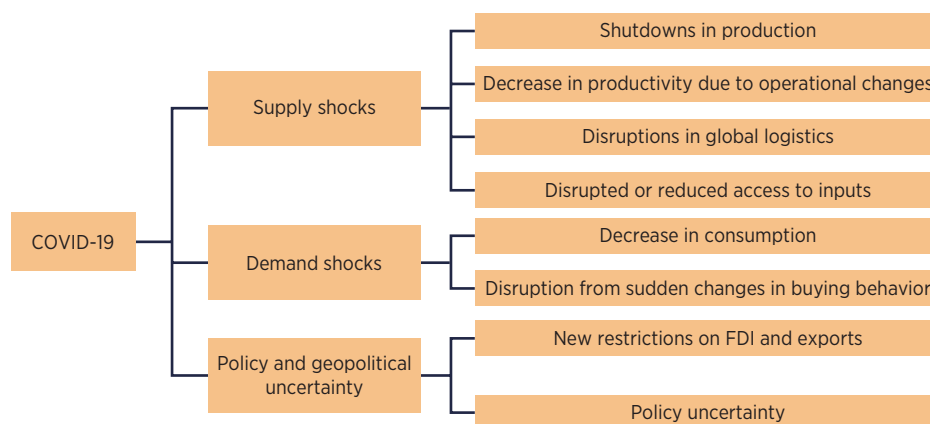 COVID-19
Supply shocks
Shutdowns in production
Decrease in productivity due to operational changes
Disruptions in global logistics
Disrupted or reduced access to inputs
Demand shocks
Decrease in consumption
Disruption from sudden changes in buying behavior
Policy and geopolitical
uncertainty
New restrictions on FDI and exports
Policy uncertainty